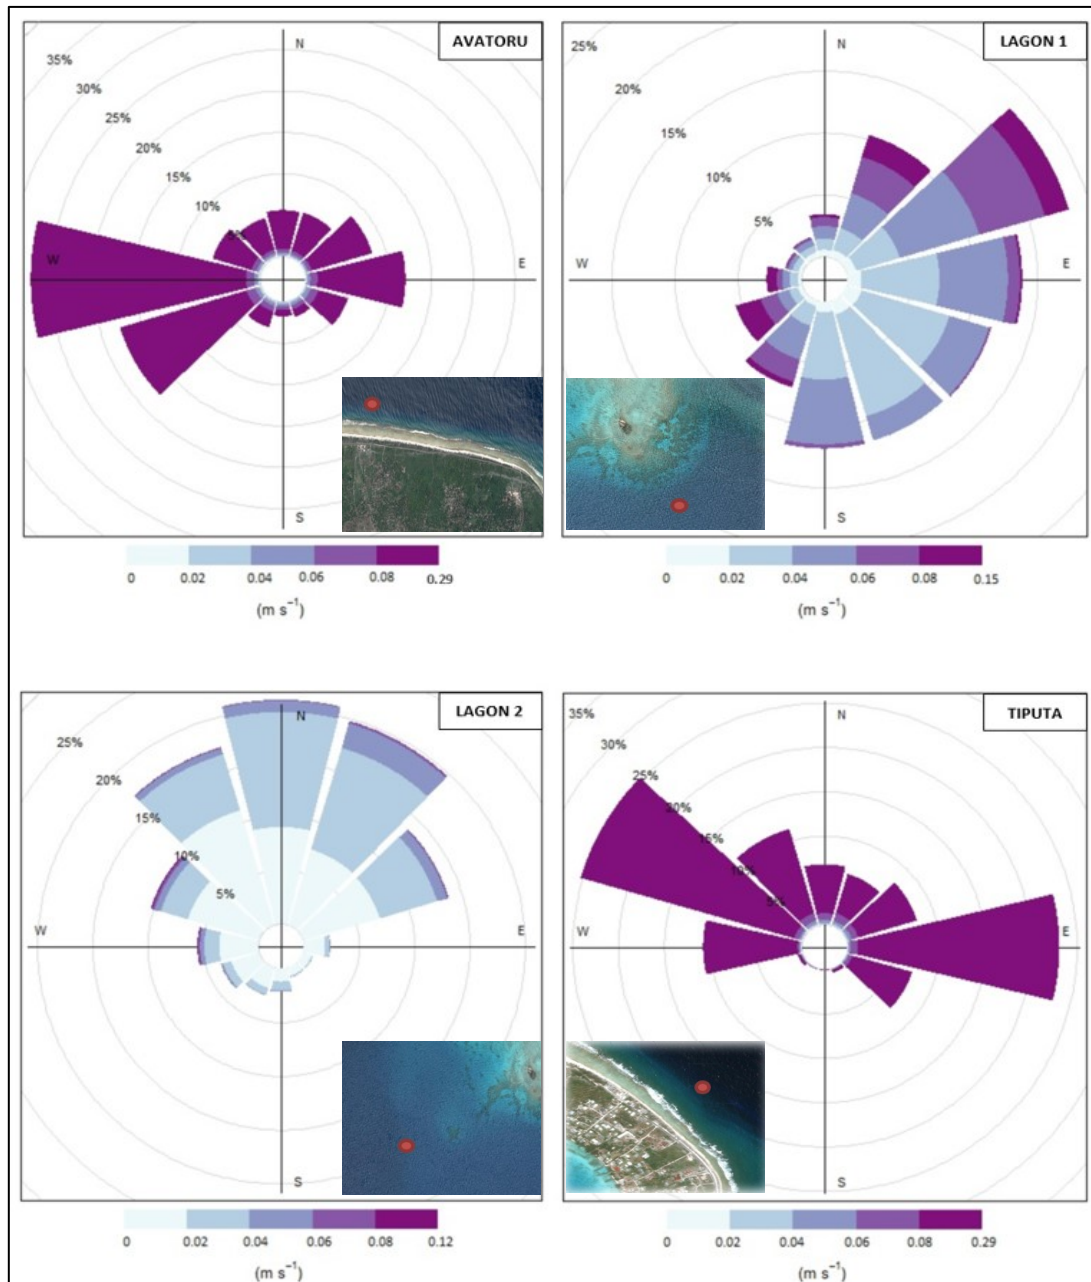 AVATORU
N
35%
30%
25%
20%
15%
10%
5%
W
E
S
0 0.02 0.04 0.06 0.08 0.29
(m s⁻¹)
LAGON 1
N
25%
20%
15%
10%
5%
W
E
S
0 0.02 0.04 0.06 0.08 0.15
(m s⁻¹)
LAGON 2
N
25%
20%
15%
10%
5%
W
E
S
0 0.02 0.04 0.06 0.08 0.12
(m s⁻¹)
TIPUTA
35%
N
30%
25%
20%
15%
10%
5%
W
E
S
0 0.02 0.04 0.06 0.08 0.29
(m s⁻¹)